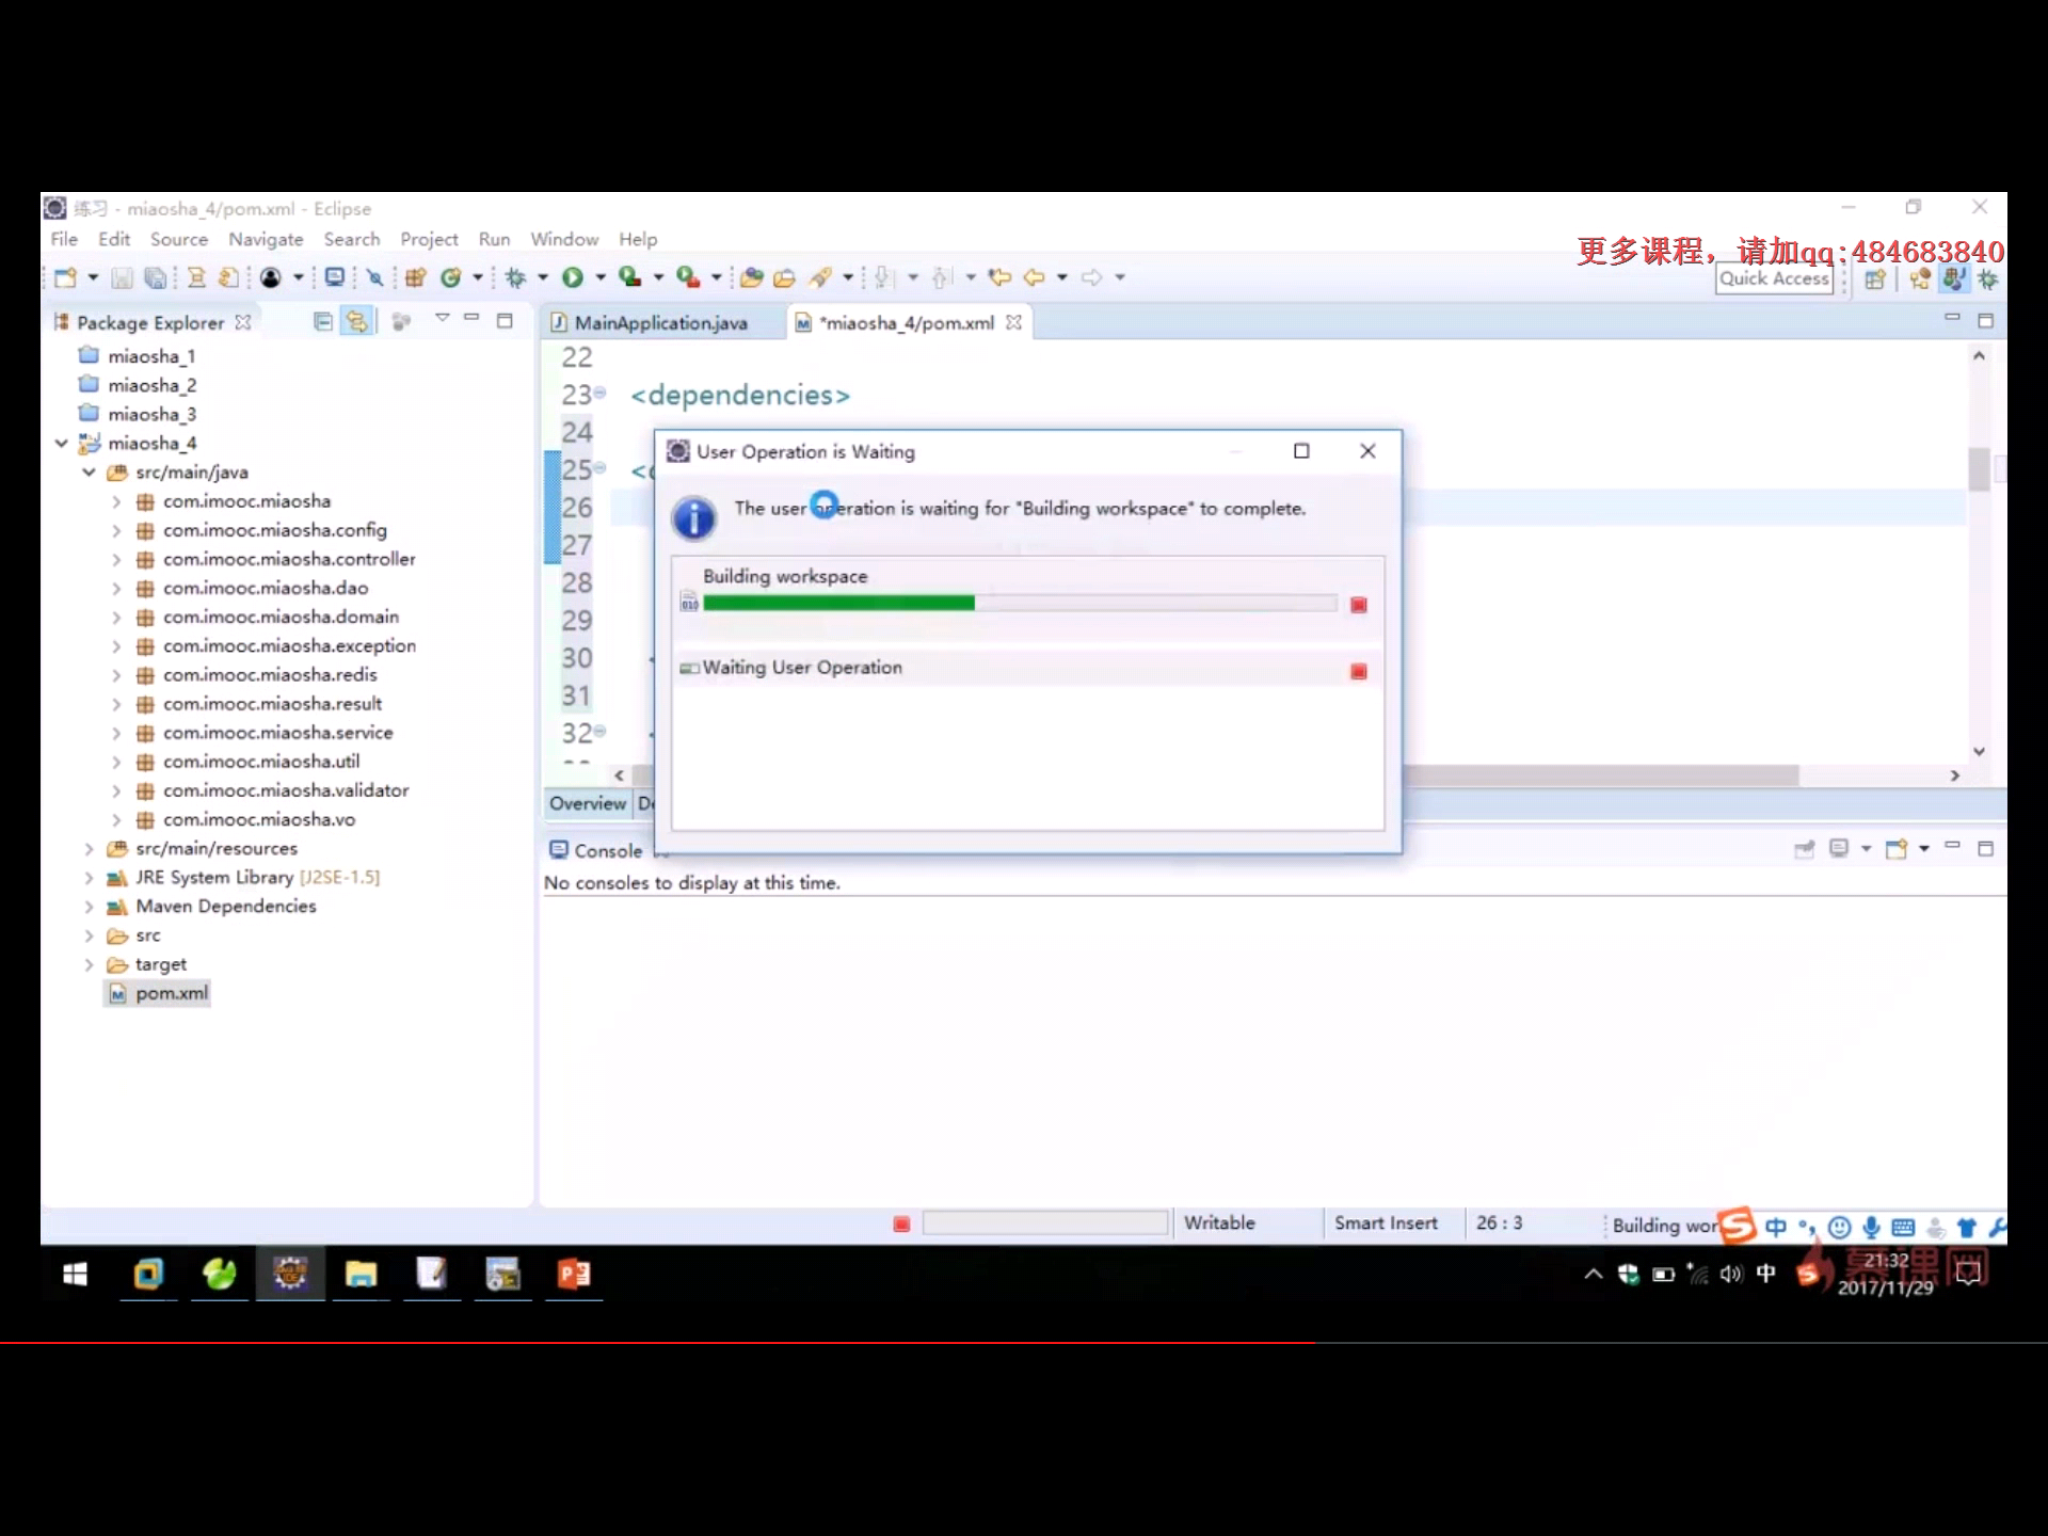 练习 - miaosha_4/pom.xml - Eclipse
File Edit Source Navigate Search Project Run Window Help
更多课程，请加qq:484683840
Quick Access
Package Explorer
MainApplication.java
*miaosha_4/pom.xml
miaosha_1
miaosha_2
miaosha_3
miaosha_4
src/main/java
com.imooc.miaosha
com.imooc.miaosha.config
com.imooc.miaosha.controller
com.imooc.miaosha.dao
com.imooc.miaosha.domain
com.imooc.miaosha.exception
com.imooc.miaosha.redis
com.imooc.miaosha.result
com.imooc.miaosha.service
com.imooc.miaosha.util
com.imooc.miaosha.validator
com.imooc.miaosha.vo
src/main/resources
JRE System Library [J2SE-1.5]
Maven Dependencies
src
target
pom.xml
22
23 <dependencies>
24
25
26
27
28
29
30
31
32
User Operation is Waiting
The user operation is waiting for "Building workspace" to complete.
Building workspace
Waiting User Operation
Overview
Console
No consoles to display at this time.
Writable
Smart Insert
26 : 3
Building wor
中
中
慕课网
21:32
2017/11/29